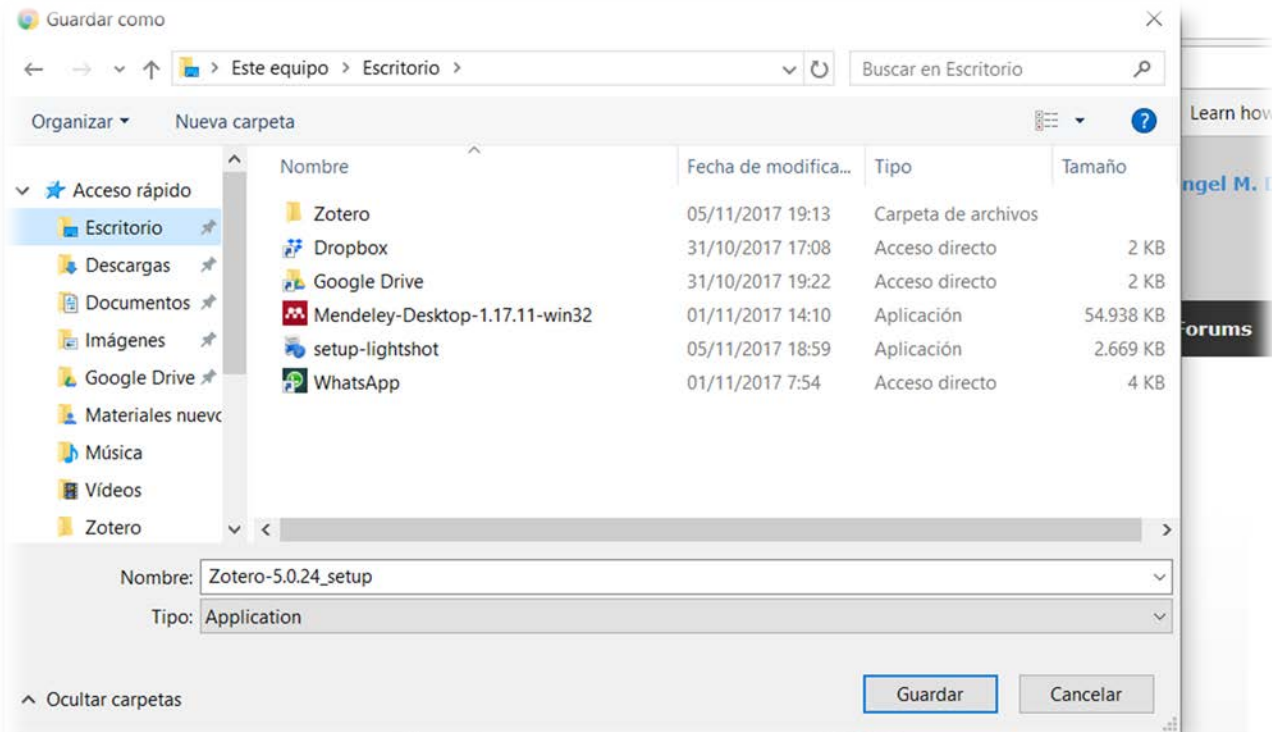 Guardar como
Este equipo > Escritorio >
Buscar en Escritorio
Organizar
Nueva carpeta
Learn how
Nombre
Fecha de modifica...
Tipo
Tamaño
Acceso rápido
Escritorio
Descargas
Documentos
Imágenes
Google Drive
Materiales nuevo
Música
Vídeos
Zotero
Zotero 05/11/2017 19:13 Carpeta de archivos
Dropbox 31/10/2017 17:08 Acceso directo 2 KB
Google Drive 31/10/2017 19:22 Acceso directo 2 KB
Mendeley-Desktop-1.17.11-win32 01/11/2017 14:10 Aplicación 54.938 KB
setup-lightshot 05/11/2017 18:59 Aplicación 2.669 KB
WhatsApp 01/11/2017 7:54 Acceso directo 4 KB
ngel M.
Forums
Nombre: Zotero-5.0.24_setup
Tipo: Application
Ocultar carpetas
Guardar
Cancelar